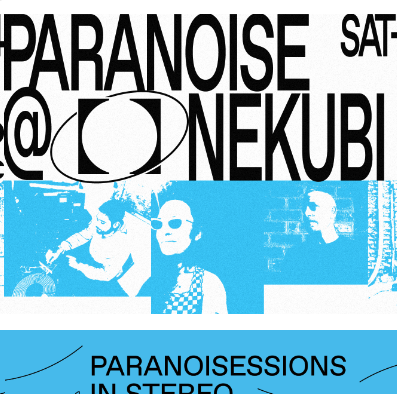 PARANOISE
SAT-
@ NEKUBI
PARANOISESSIONS
IN STEREO